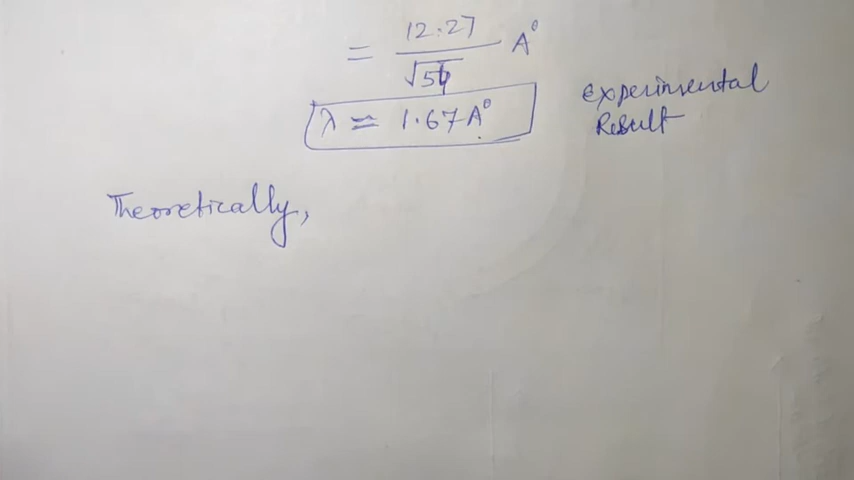 = 12.27 / √54 A°
λ ≈ 1.67 A°
Experimental
Result
Theoretically,